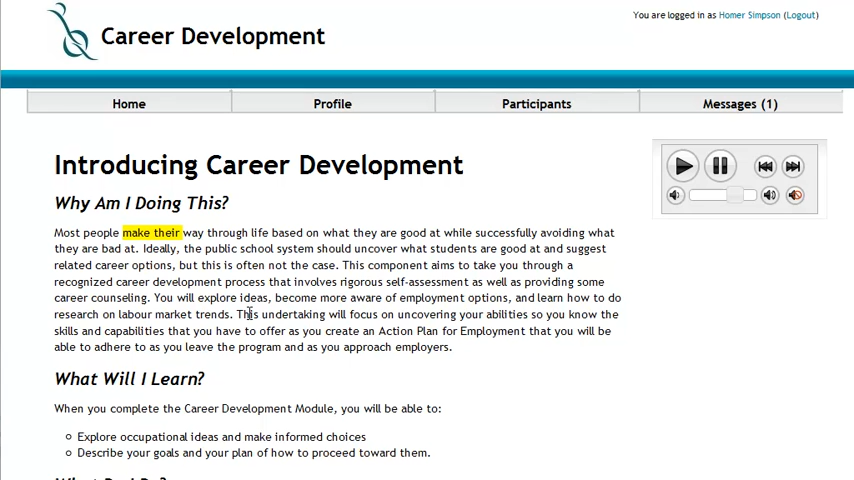 You are logged in as Homer Simpson (Logout)
Career Development
Home Profile Participants Messages (1)
Introducing Career Development
Why Am I Doing This?
Most people make their way through life based on what they are good at while successfully avoiding what
they are bad at. Ideally, the public school system should uncover what students are good at and suggest
related career options, but this is often not the case. This component aims to take you through a
recognized career development process that involves rigorous self-assessment as well as providing some
career counseling. You will explore ideas, become more aware of employment options, and learn how to do
research on labour market trends. This undertaking will focus on uncovering your abilities so you know the
skills and capabilities that you have to offer as you create an Action Plan for Employment that you will be
able to adhere to as you leave the program and as you approach employers.
What Will I Learn?
When you complete the Career Development Module, you will be able to:
Explore occupational ideas and make informed choices
Describe your goals and your plan of how to proceed toward them.